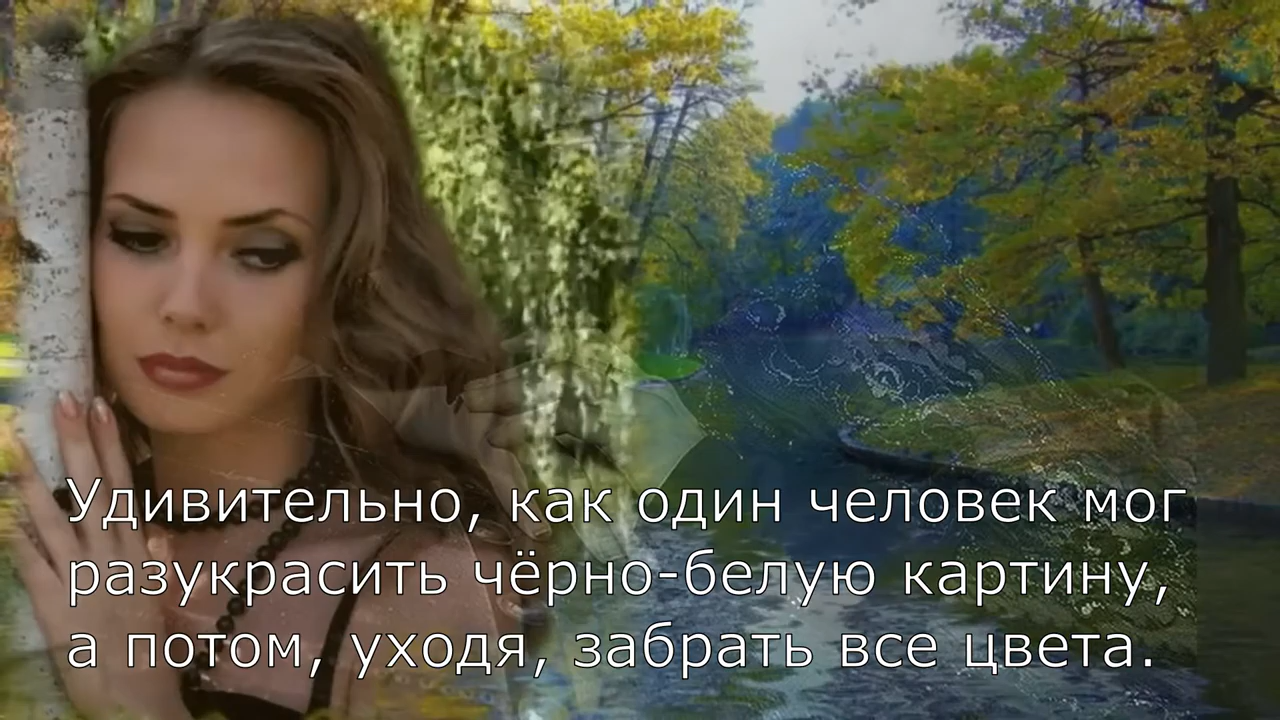 Удивительно, как один человек мог
разукрасить чёрно-белую картину,
а потом, уходя, забрать все цвета.